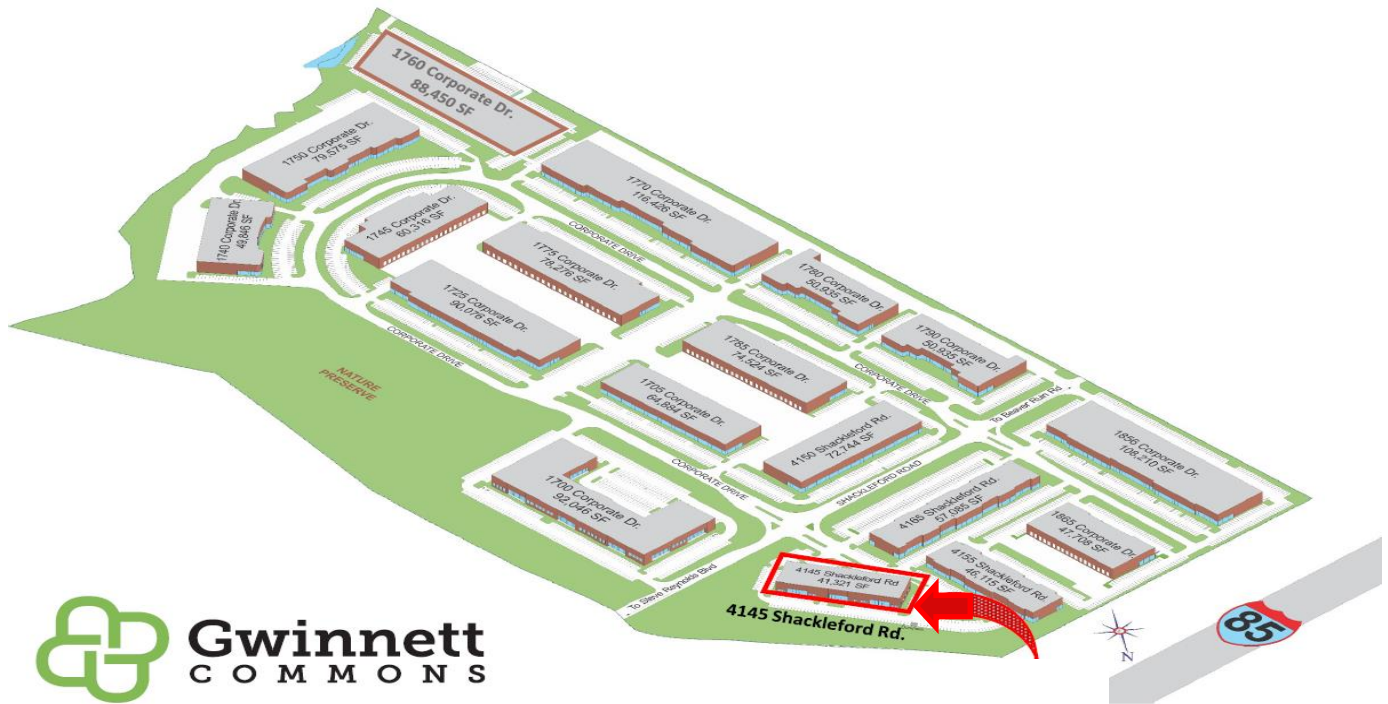 1760 Corporate Dr.
88,450 SF
1750 Corporate Dr.
79,575 SF
1740 Corporate Dr.
49,846 SF
1745 Corporate Dr.
60,316 SF
1770 Corporate Dr.
116,426 SF
CORPORATE DRIVE
1775 Corporate Dr.
78,276 SF
1725 Corporate Dr.
90,076 SF
CORPORATE DRIVE
1780 Corporate Dr.
50,935 SF
1790 Corporate Dr.
50,935 SF
1785 Corporate Dr.
74,524 SF
CORPORATE DRIVE
To Beaver Ruin Rd.
NATURE
PRESERVE
1705 Corporate Dr.
64,884 SF
4150 Shackleford Rd.
72,744 SF
1856 Corporate Dr.
108,210 SF
CORPORATE DRIVE
SHACKLEFORD ROAD
1700 Corporate Dr.
92,046 SF
4165 Shackleford Rd.
57,085 SF
1865 Corporate Dr.
47,708 SF
4155 Shackleford Rd.
46,115 SF
4145 Shackleford Rd
41,321 SF
To Steve Reynolds Blvd
4145 Shackleford Rd.
N
85
Gwinnett
COMMONS